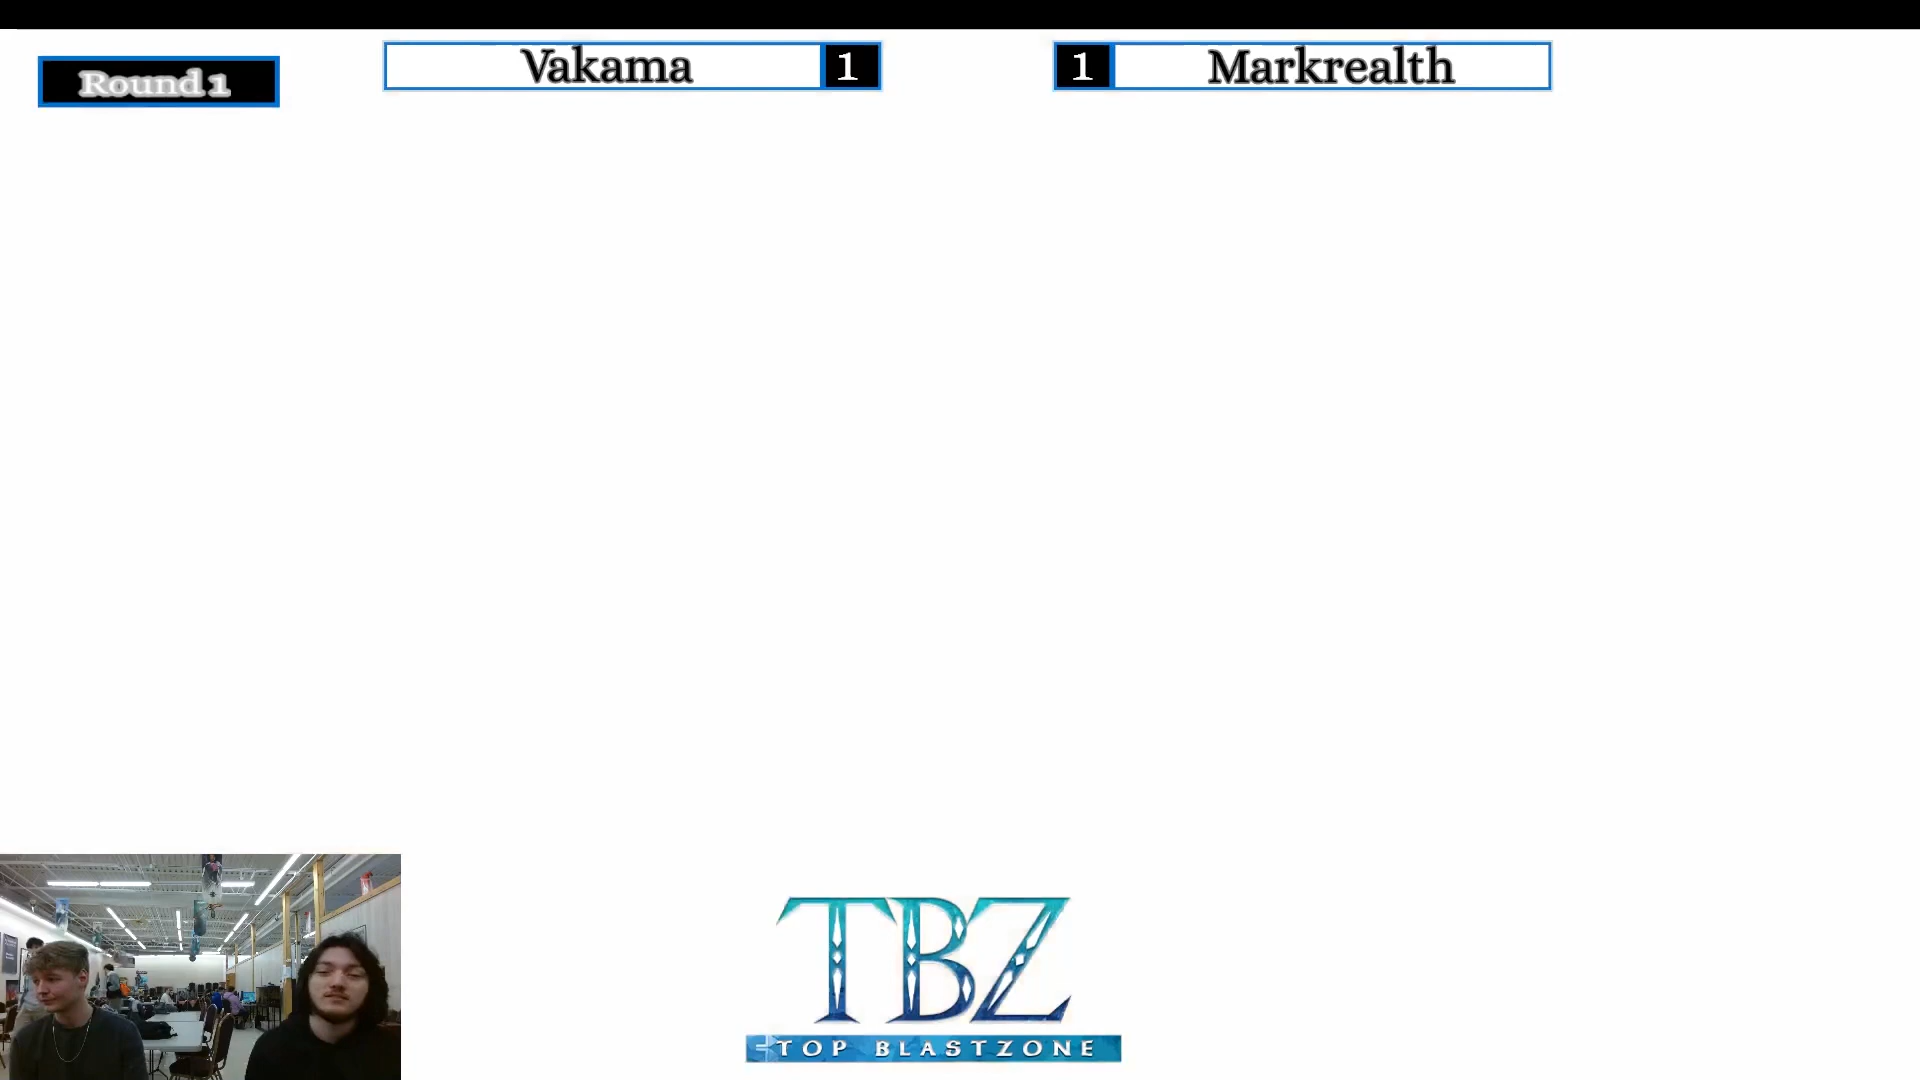 Round 1
Vakama 1
1 Markrealth
TBZ
TOP BLASTZONE